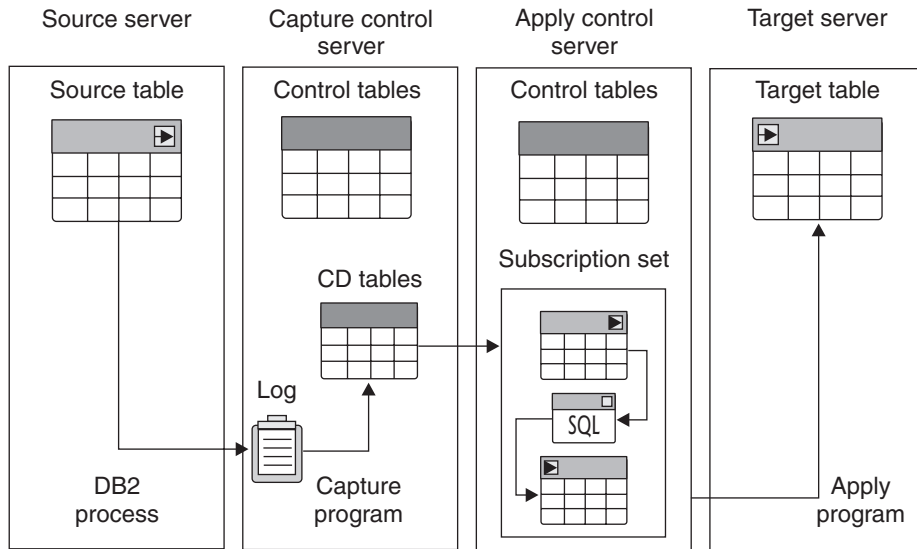 Source server
Capture control
server
Apply control
server
Target server
Source table
Control tables
Control tables
Target table
Subscription set
CD tables
Log
SQL
DB2
process
Capture
program
Apply
program